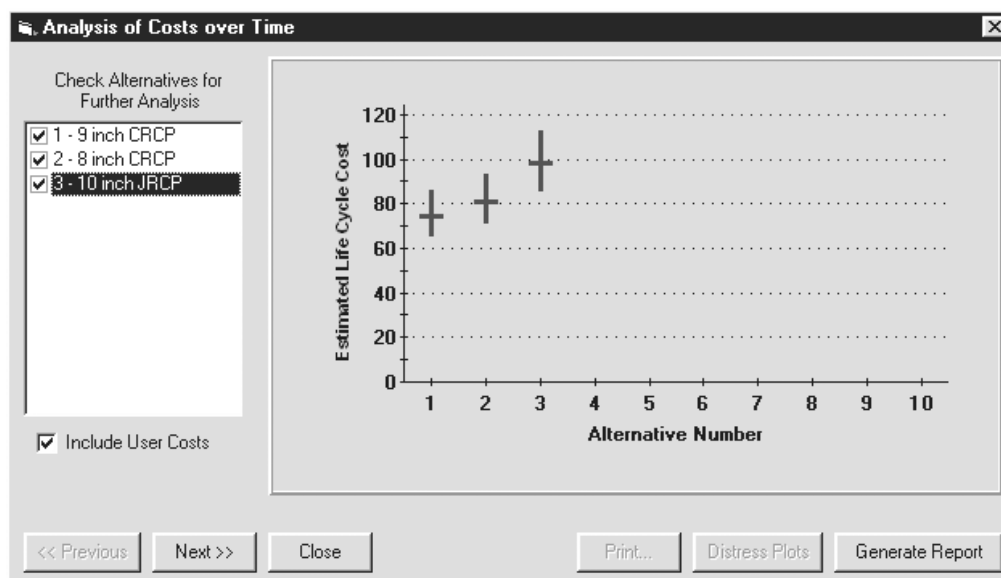 Analysis of Costs over Time
Check Alternatives for
Further Analysis
1 - 9 inch CRCP
2 - 8 inch CRCP
3 - 10 inch JRCP
Include User Costs
Estimated Life Cycle Cost
120
100
80
60
40
20
0
1 2 3 4 5 6 7 8 9 10
Alternative Number
<< Previous Next >> Close Print... Distress Plots Generate Report